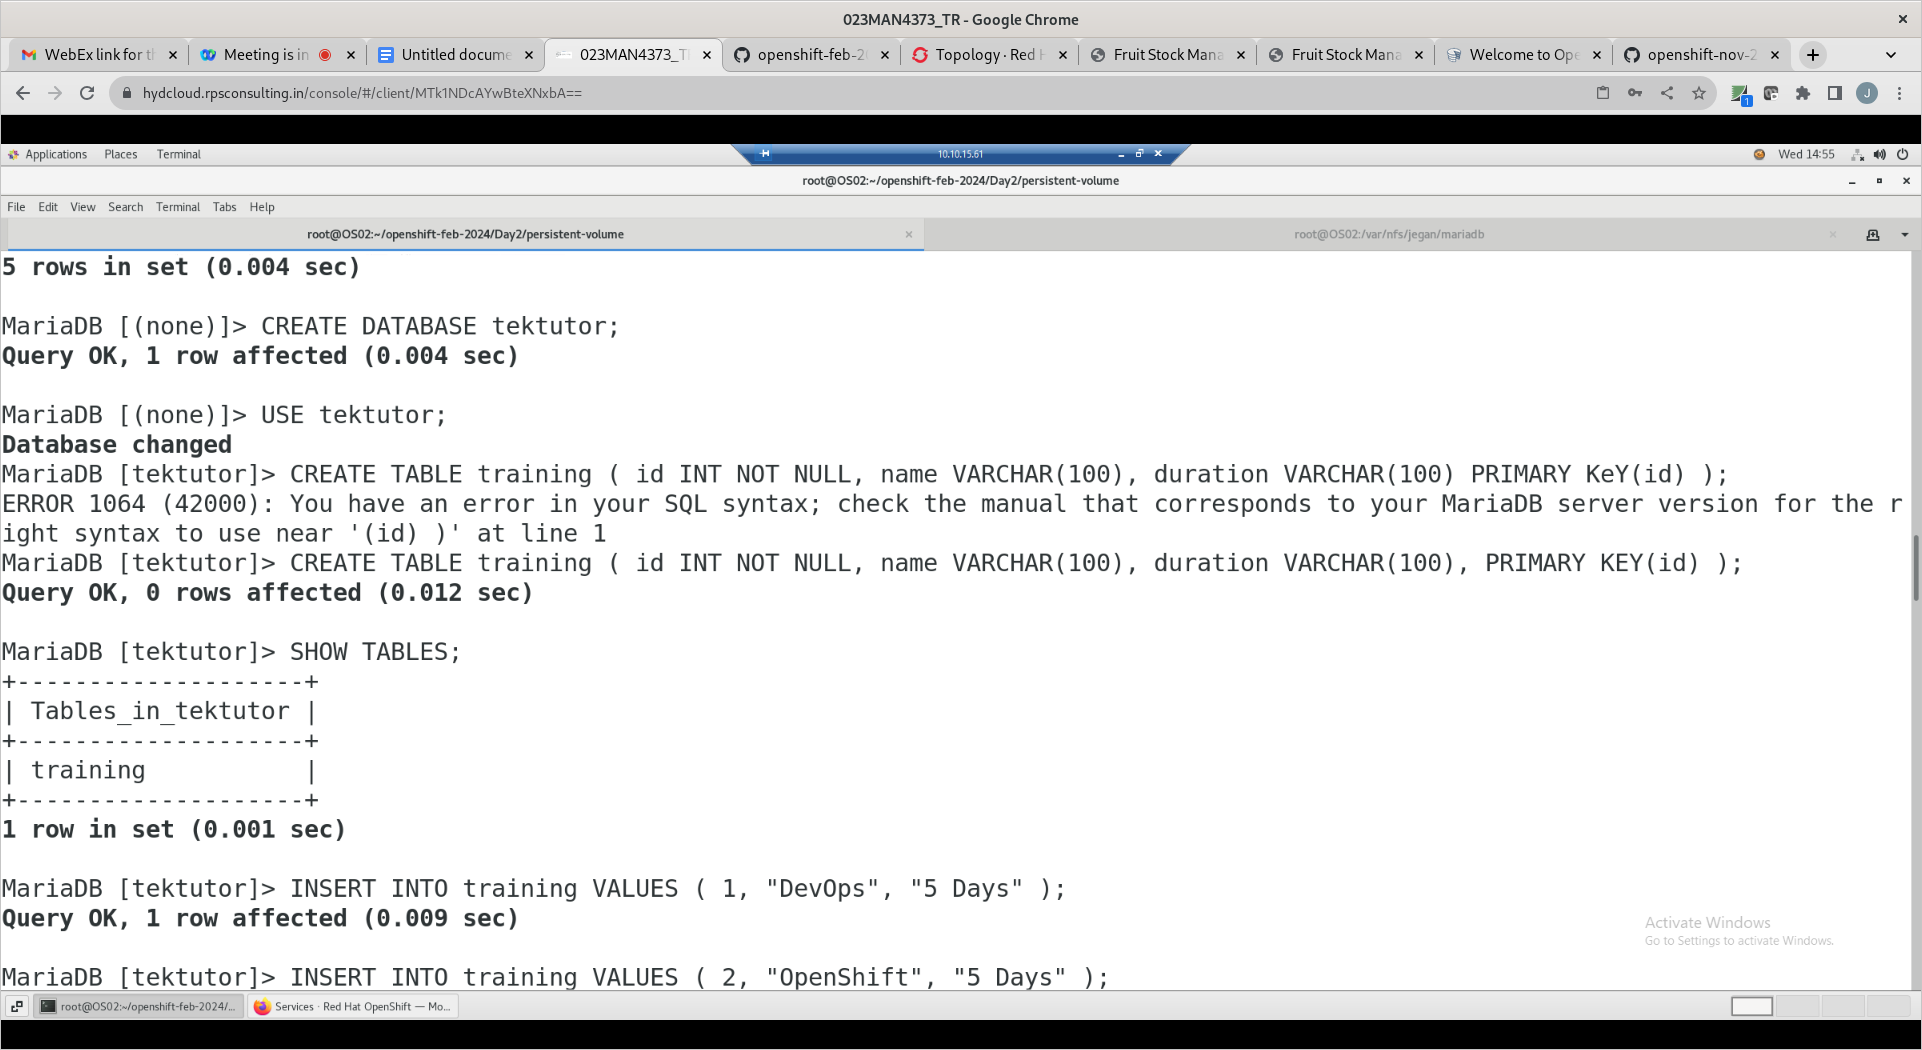 023MAN4373_TR - Google Chrome
WebEx link for t
Meeting is in
Untitled docume
023MAN4373_T
openshift-feb-2
Topology · Red H
Fruit Stock Mana
Fruit Stock Mana
Welcome to Ope
openshift-nov-2
hydcloud.rpsconsulting.in/console/#/client/MTk1NDcAYwBteXNxbA==
1
J
Applications Places Terminal
10.10.15.61
Wed 14:55
root@OS02:~/openshift-feb-2024/Day2/persistent-volume
File Edit View Search Terminal Tabs Help
root@OS02:~/openshift-feb-2024/Day2/persistent-volume
root@OS02:/var/nfs/jegan/mariadb
5 rows in set (0.004 sec)
MariaDB [(none)]> CREATE DATABASE tektutor;
Query OK, 1 row affected (0.004 sec)
MariaDB [(none)]> USE tektutor;
Database changed
MariaDB [tektutor]> CREATE TABLE training ( id INT NOT NULL, name VARCHAR(100), duration VARCHAR(100) PRIMARY KeY(id) );
ERROR 1064 (42000): You have an error in your SQL syntax; check the manual that corresponds to your MariaDB server version for the r
ight syntax to use near '(id) )' at line 1
MariaDB [tektutor]> CREATE TABLE training ( id INT NOT NULL, name VARCHAR(100), duration VARCHAR(100), PRIMARY KEY(id) );
Query OK, 0 rows affected (0.012 sec)
MariaDB [tektutor]> SHOW TABLES;
+--------------------+
| Tables_in_tektutor |
+--------------------+
| training           |
+--------------------+
1 row in set (0.001 sec)
MariaDB [tektutor]> INSERT INTO training VALUES ( 1, "DevOps", "5 Days" );
Query OK, 1 row affected (0.009 sec)
Activate Windows
Go to Settings to activate Windows.
MariaDB [tektutor]> INSERT INTO training VALUES ( 2, "OpenShift", "5 Days" );
root@OS02:~/openshift-feb-2024/...
Services · Red Hat OpenShift — Mo...